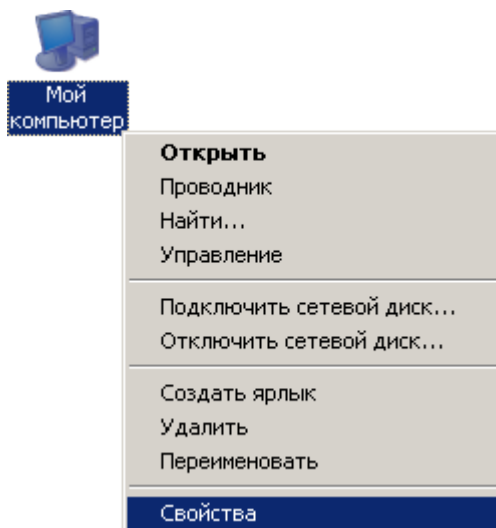 Мой
компьютер
Открыть
Проводник
Найти...
Управление
Подключить сетевой диск...
Отключить сетевой диск...
Создать ярлык
Удалить
Переименовать
Свойства